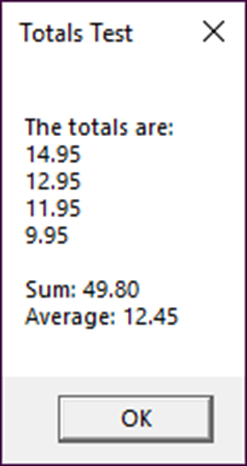 Totals Test
The totals are:
14.95
12.95
11.95
9.95
Sum: 49.80
Average: 12.45
OK